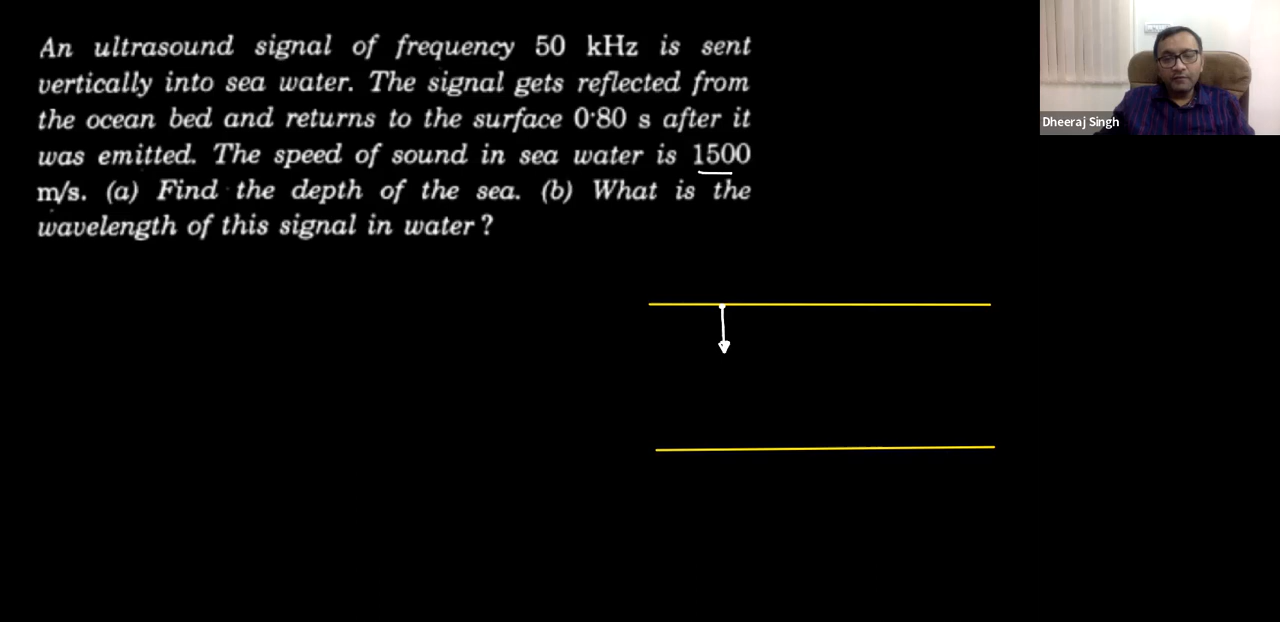 An ultrasound signal of frequency 50 kHz is sent
vertically into sea water. The signal gets reflected from
the ocean bed and returns to the surface 0·80 s after it
was emitted. The speed of sound in sea water is 1500
m/s. (a) Find the depth of the sea. (b) What is the
wavelength of this signal in water ?
Dheeraj Singh